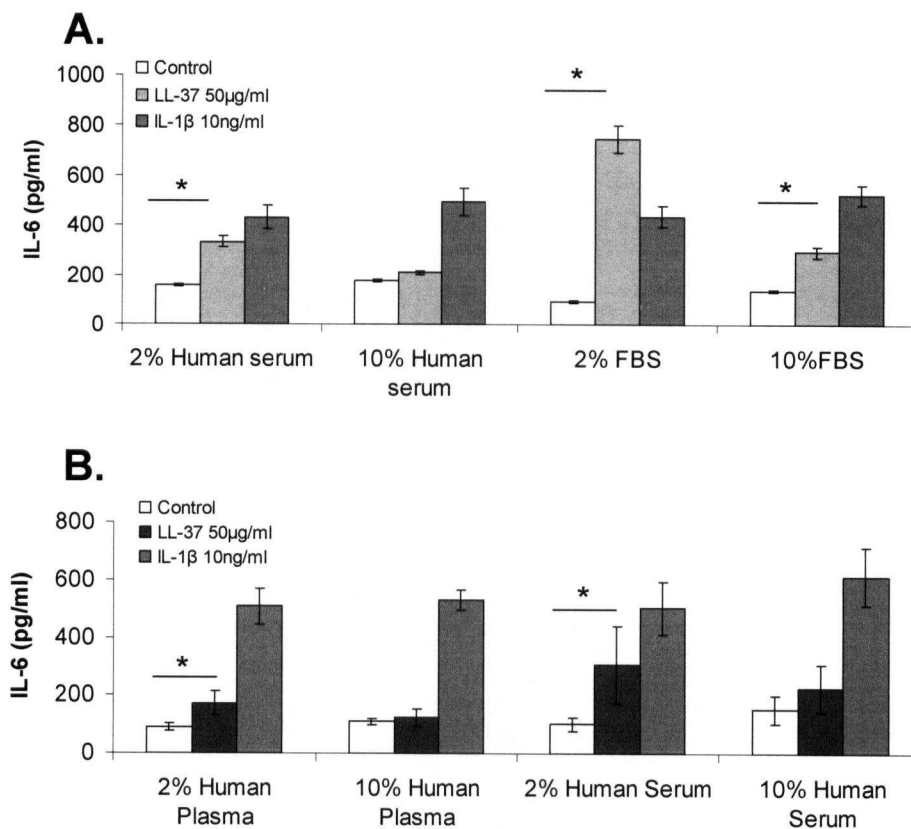 A.
Control
LL-37 50µg/ml
IL-1β 10ng/ml
IL-6 (pg/ml)
1000
800
600
400
200
0
*
*
*
2% Human serum
10% Human
serum
2% FBS
10%FBS
B.
Control
LL-37 50µg/ml
IL-1β 10ng/ml
IL-6 (pg/ml)
800
600
400
200
0
*
*
2% Human
Plasma
10% Human
Plasma
2% Human Serum
10% Human
Serum